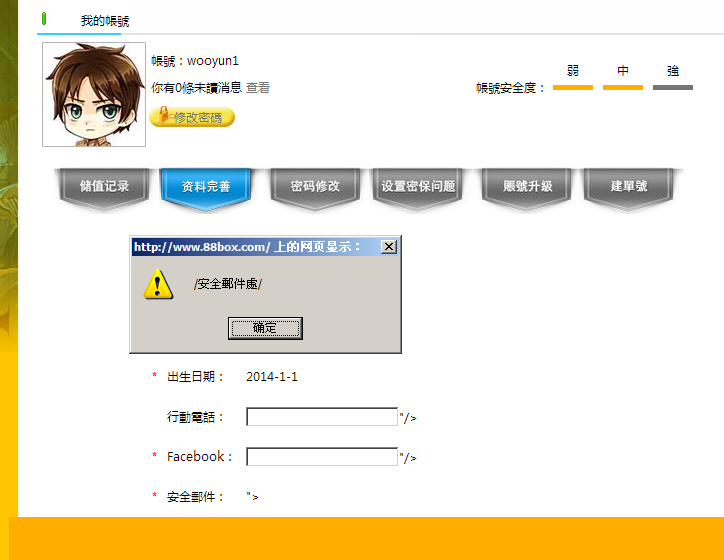 我的帳號
帳號：wooyun1
你有0條未讀消息 查看
修改密碼
帳號安全度： 弱 中 強
储值记录 资料完善 密码修改 设置密保问题 賬號升級 建單號
http://www.88box.com/ 上的网页显示：
/安全郵件處/
确定
* 出生日期： 2014-1-1
行動電話： "/>
* Facebook： "/>
* 安全郵件： ">